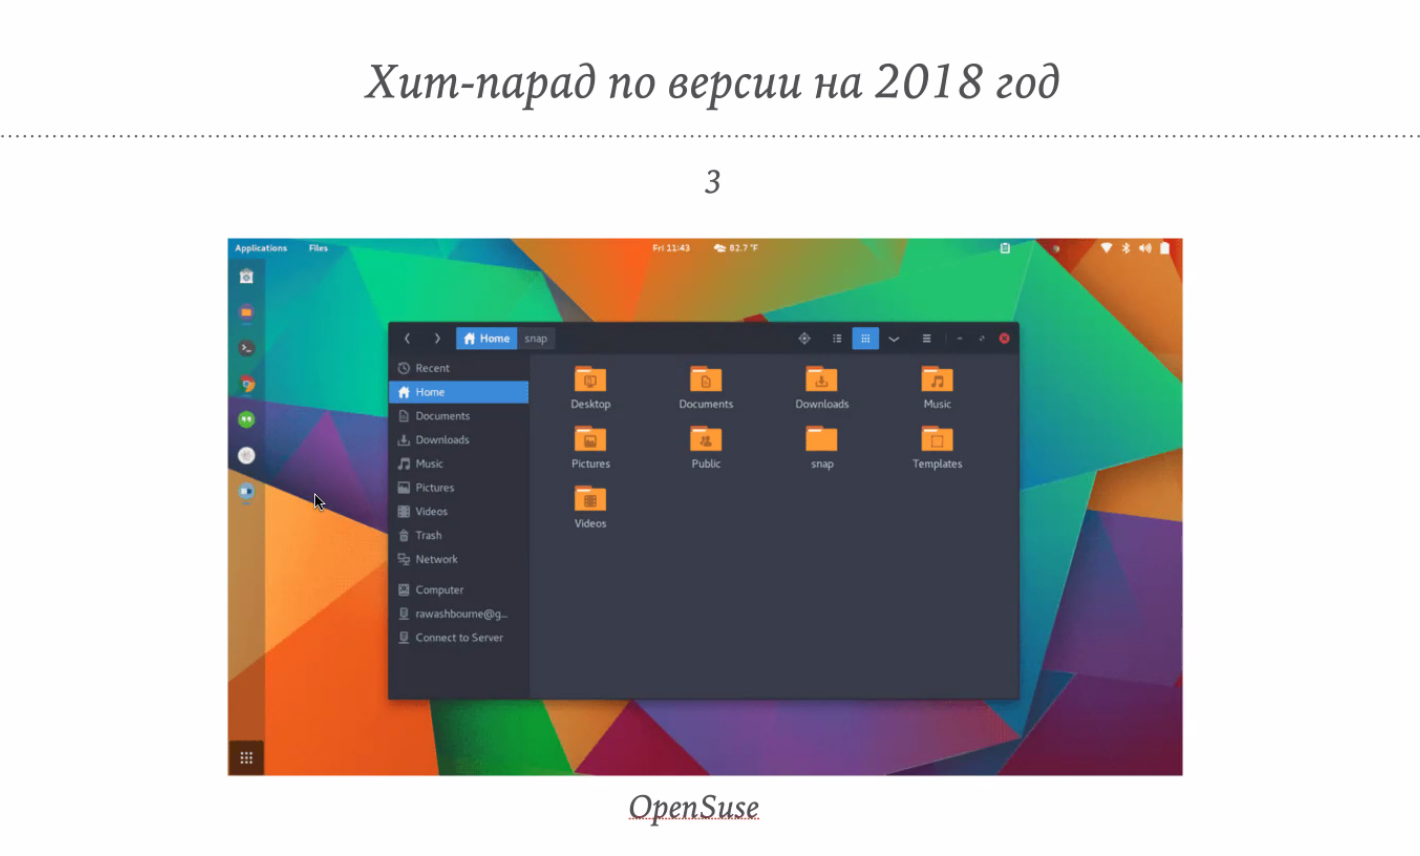 Хит-парад по версии на 2018 год
3
Applications Files Fri 11:43 82.7 °F
Home snap
Recent
Home
Documents
Downloads
Music
Pictures
Videos
Trash
Network
Computer
rawashbourne@g...
Connect to Server
Desktop Documents Downloads Music
Pictures Public snap Templates
Videos
OpenSuse